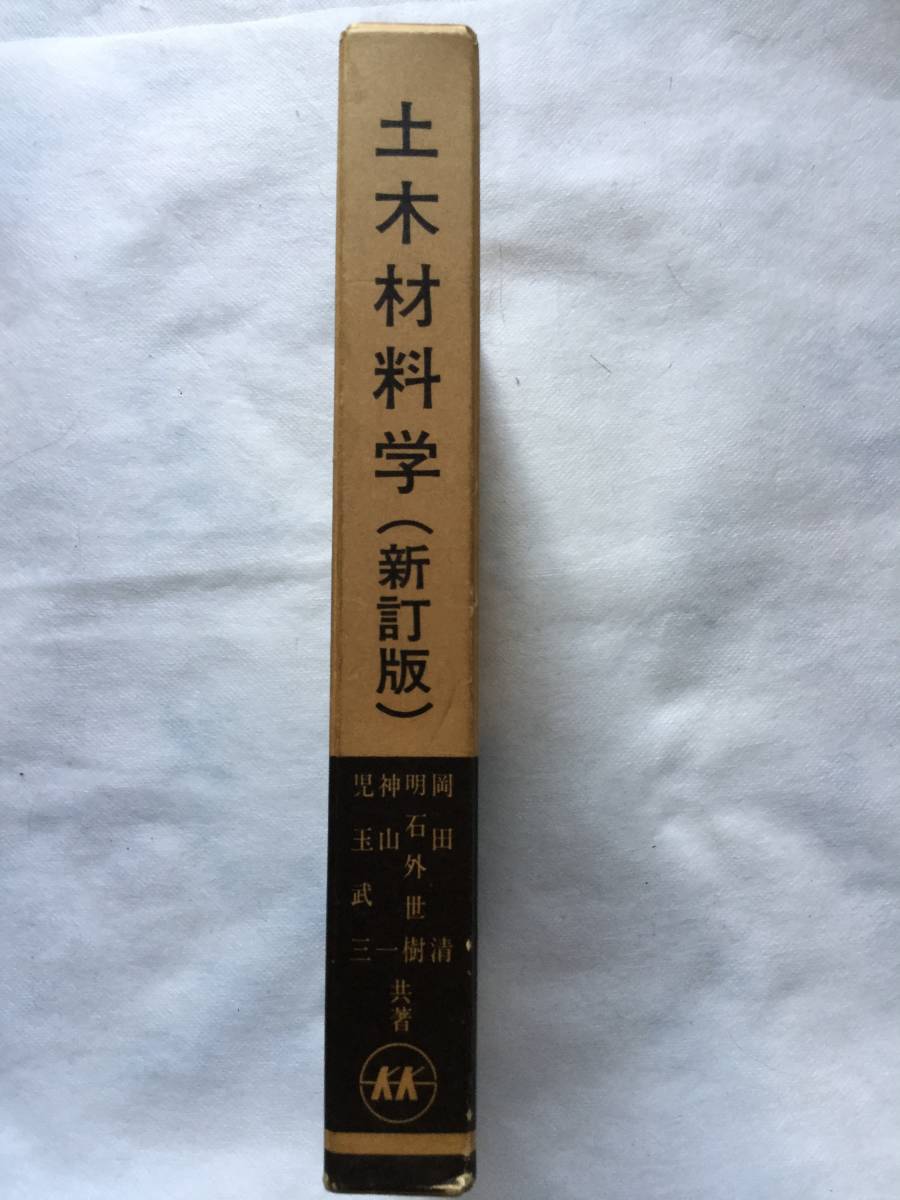 土木材料学(新訂版)
岡田清
明石外世樹
神山一
児玉武三
共著
KK